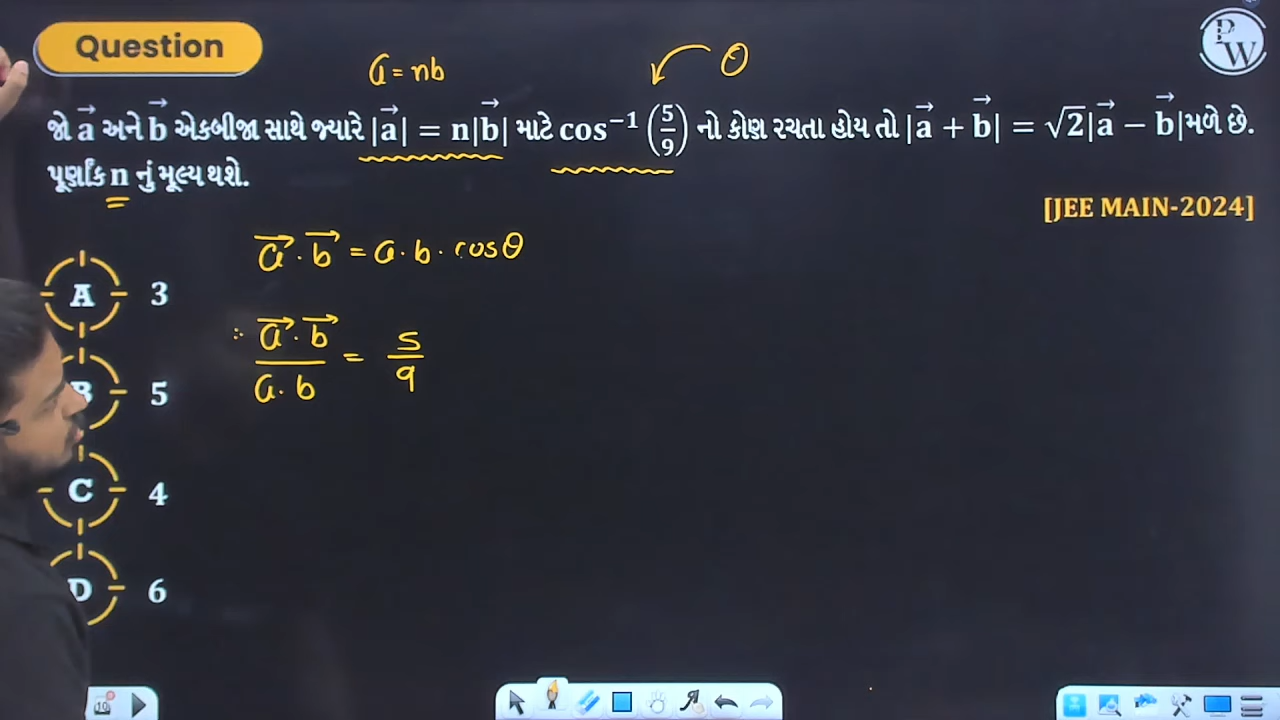 Question
a = nb
θ
PW
જો a⃗ અને b⃗ એકબીજા સાથે જ્યારે |a⃗| = n|b⃗| માટે cos⁻¹(5/9) નો કોણ રચતા હોય તો |a⃗ + b⃗| = √2|a⃗ − b⃗|મળે છે.
પૂર્ણાંક n નું મૂલ્ય થશે.
[JEE MAIN-2024]
a⃗ · b⃗ = a · b · cosθ
∴ (a⃗ · b⃗)/(a · b) = 5/9
A 3
B 5
C 4
D 6
10